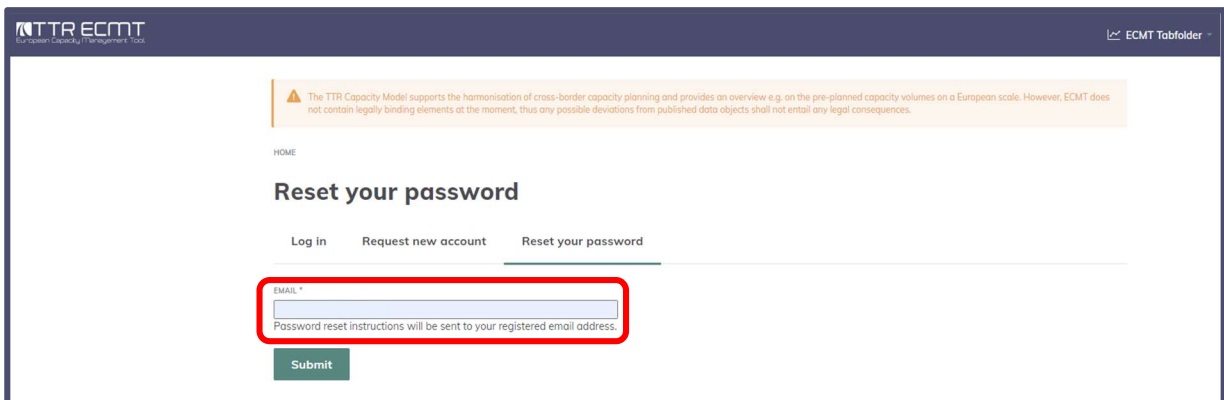 TTR ECMT
European Capacity Management Tool
ECMT Tabfolder
The TTR Capacity Model supports the harmonisation of cross-border capacity planning and provides an overview e.g. on the pre-planned capacity volumes on a European scale. However, ECMT does
not contain legally binding elements at the moment, thus any possible deviations from published data objects shall not entail any legal consequences.
HOME
Reset your password
Log in Request new account Reset your password
EMAIL *
Password reset instructions will be sent to your registered email address.
Submit